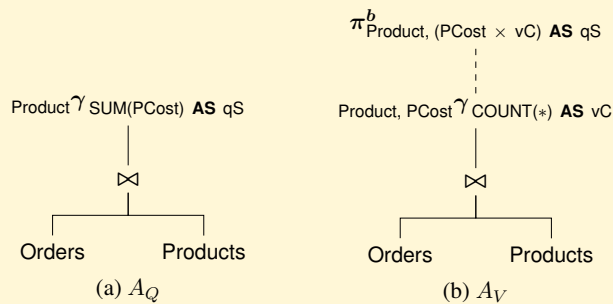 π^b Product, (PCost × vC) AS qS
Product γ SUM(PCost) AS qS
Product, PCost γ COUNT(*) AS vC
⋈ ⋈
Orders Products Orders Products
(a) A_Q (b) A_V